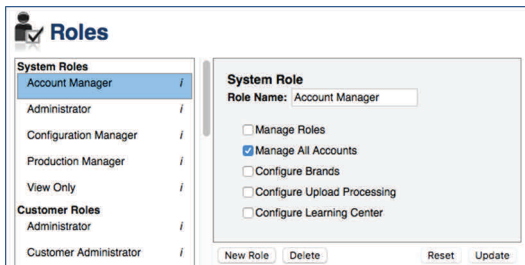 Roles
System Roles
Account Manager i
Administrator i
Configuration Manager i
Production Manager i
View Only i
Customer Roles
Administrator i
Customer Administrator i
System Role
Role Name: Account Manager
Manage Roles
Manage All Accounts
Configure Brands
Configure Upload Processing
Configure Learning Center
New Role Delete Reset Update